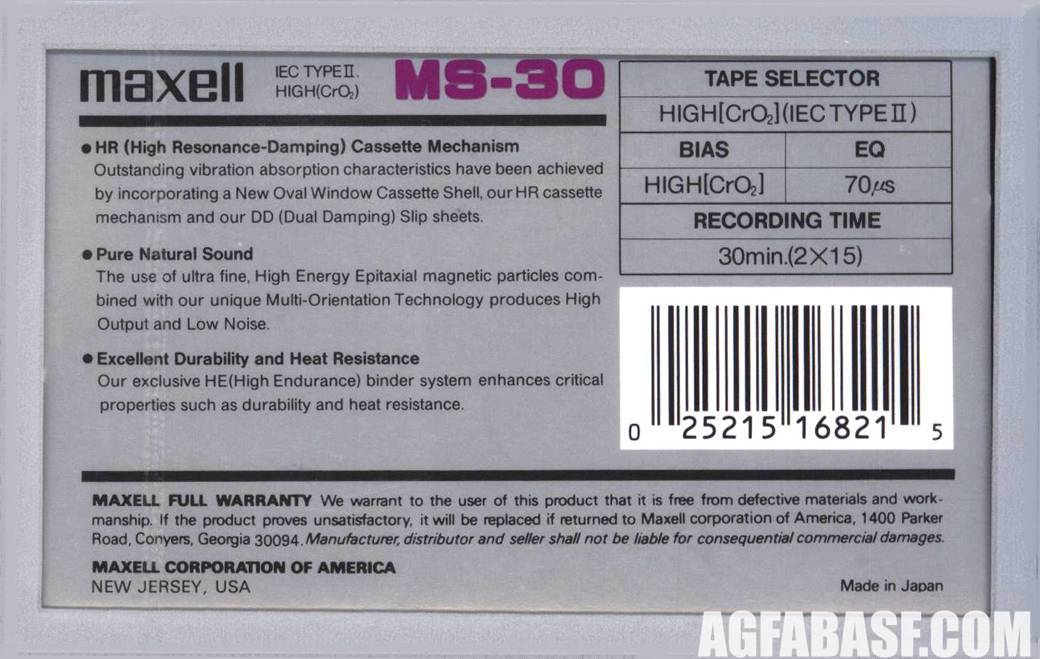 maxell
IEC TYPE II.
HIGH(CrO₂)
MS-30
● HR (High Resonance-Damping) Cassette Mechanism
Outstanding vibration absorption characteristics have been achieved
by incorporating a New Oval Window Cassette Shell, our HR cassette
mechanism and our DD (Dual Damping) Slip sheets.
● Pure Natural Sound
The use of ultra fine, High Energy Epitaxial magnetic particles com-
bined with our unique Multi-Orientation Technology produces High
Output and Low Noise.
● Excellent Durability and Heat Resistance
Our exclusive HE(High Endurance) binder system enhances critical
properties such as durability and heat resistance.
TAPE SELECTOR
HIGH[CrO₂](IEC TYPE II)
BIAS EQ
HIGH[CrO₂] 70µs
RECORDING TIME
30min.(2×15)
0 25215 16821 5
MAXELL FULL WARRANTY We warrant to the user of this product that it is free from defective materials and work-
manship. If the product proves unsatisfactory, it will be replaced if returned to Maxell corporation of America, 1400 Parker
Road, Conyers, Georgia 30094. Manufacturer, distributor and seller shall not be liable for consequential commercial damages.
MAXELL CORPORATION OF AMERICA
NEW JERSEY, USA
Made in Japan
AGFABASF.COM